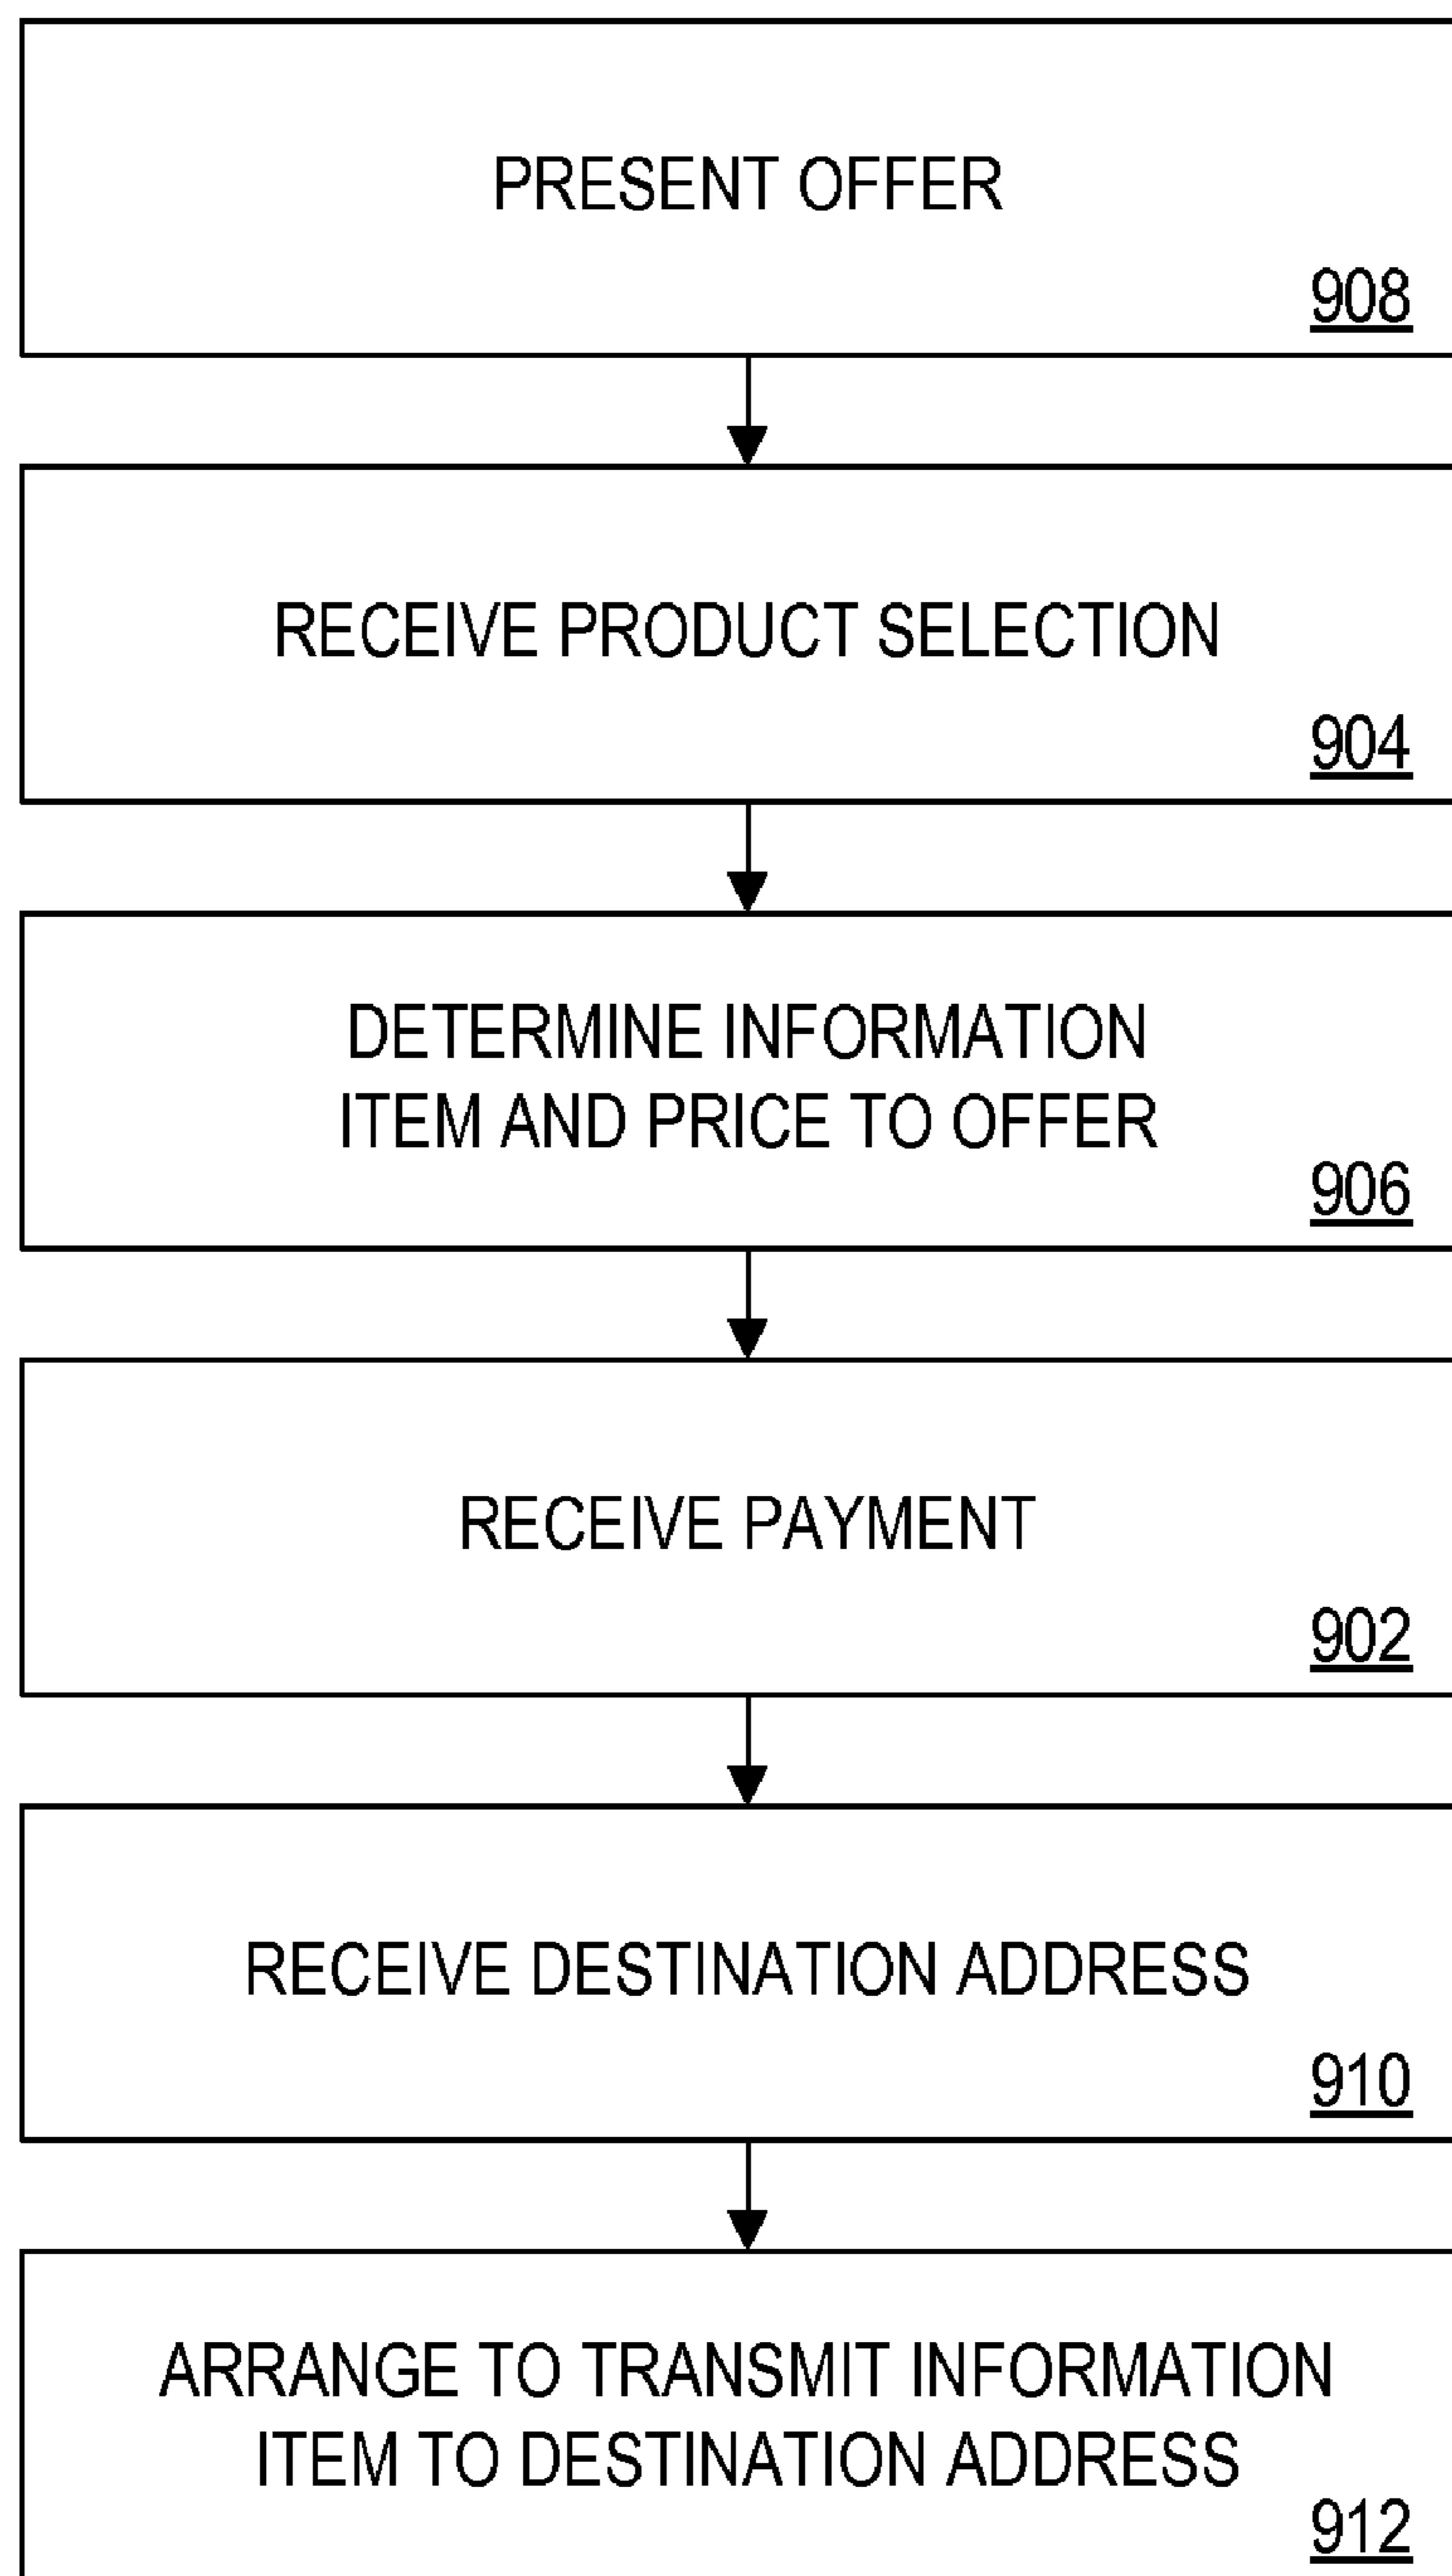 PRESENT OFFER
908
RECEIVE PRODUCT SELECTION
904
DETERMINE INFORMATION
ITEM AND PRICE TO OFFER
906
RECEIVE PAYMENT
902
RECEIVE DESTINATION ADDRESS
910
ARRANGE TO TRANSMIT INFORMATION
ITEM TO DESTINATION ADDRESS
912